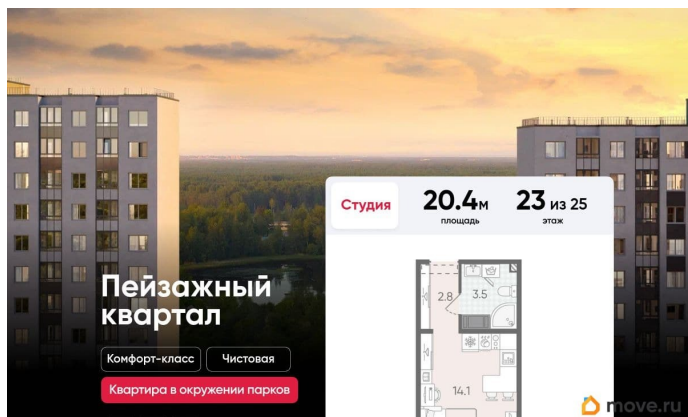 Студия
20.4м
площадь
23 из 25
этаж
Пейзажный
квартал
Комфорт-класс
Чистовая
Квартира в окружении парков
2.8
3.5
14.1
move.ru